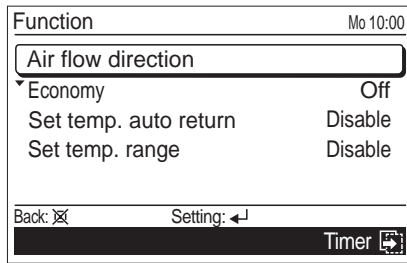 Function Mo 10:00
Air flow direction
Economy Off
Set temp. auto return Disable
Set temp. range Disable
Back: Setting:
Timer